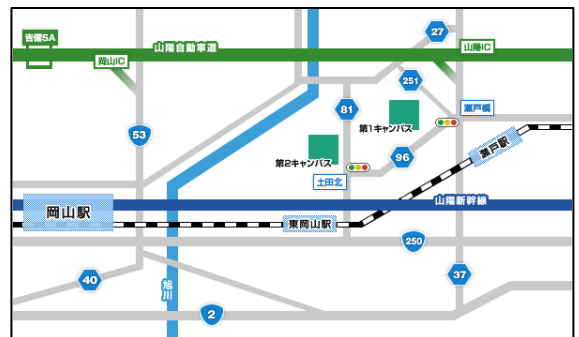 吉備SA
山陽自動車道
27
山陽IC
岡山IC
251
瀬戸橋
81
第1キャンパス
53
96
瀬戸駅
第2キャンパス
土田北
岡山駅
山陽新幹線
東岡山駅
250
40
旭川
37
2